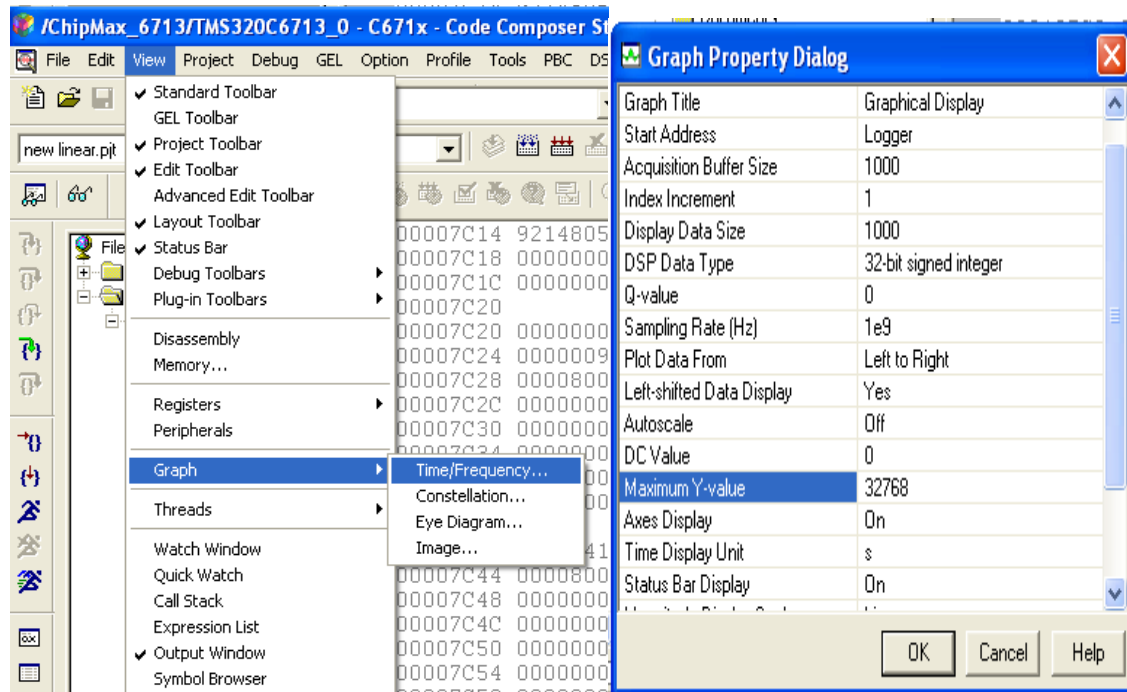 /ChipMax_6713/TMS320C6713_0 - C671x - Code Composer St
File Edit View Project Debug GEL Option Profile Tools PBC DS
new linear.pjt
File
Standard Toolbar
GEL Toolbar
Project Toolbar
Edit Toolbar
Advanced Edit Toolbar
Layout Toolbar
Status Bar
Debug Toolbars
Plug-in Toolbars
Disassembly
Memory...
Registers
Peripherals
Graph
Threads
Watch Window
Quick Watch
Call Stack
Expression List
Output Window
Symbol Browser
Time/Frequency...
Constellation...
Eye Diagram...
Image...
00007C14 9214805
00007C18 0000000
00007C1C 0000000
00007C20
00007C20 0000000
00007C24 0000009
00007C28 0000800
00007C2C 0000000
00007C30 0000000
00007C34 0000000
00007C44 0000800
00007C48 0000000
00007C4C 0000000
00007C50 0000000
00007C54 0000000
Graph Property Dialog
Graph Title Graphical Display
Start Address Logger
Acquisition Buffer Size 1000
Index Increment 1
Display Data Size 1000
DSP Data Type 32-bit signed integer
Q-value 0
Sampling Rate (Hz) 1e9
Plot Data From Left to Right
Left-shifted Data Display Yes
Autoscale Off
DC Value 0
Maximum Y-value 32768
Axes Display On
Time Display Unit s
Status Bar Display On
OK Cancel Help